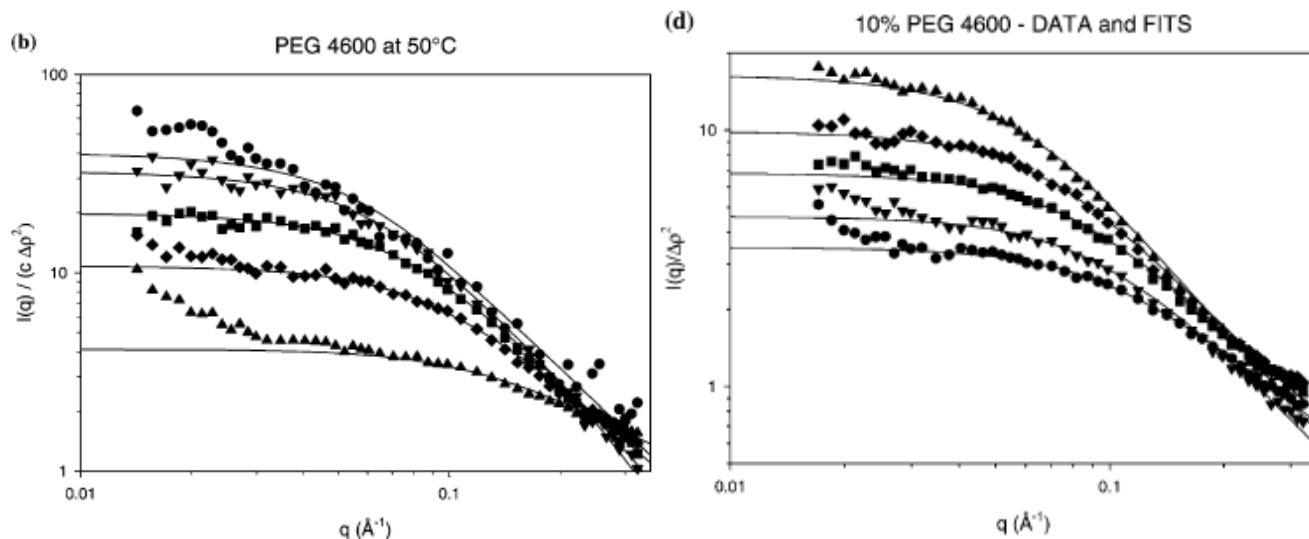 (b)
PEG 4600 at 50°C
100
10
1
I(q) / (c Δρ²)
0.01
0.1
q (Å⁻¹)
(d)
10% PEG 4600 - DATA and FITS
10
1
I(q)/Δρ²
0.01
0.1
q (Å⁻¹)